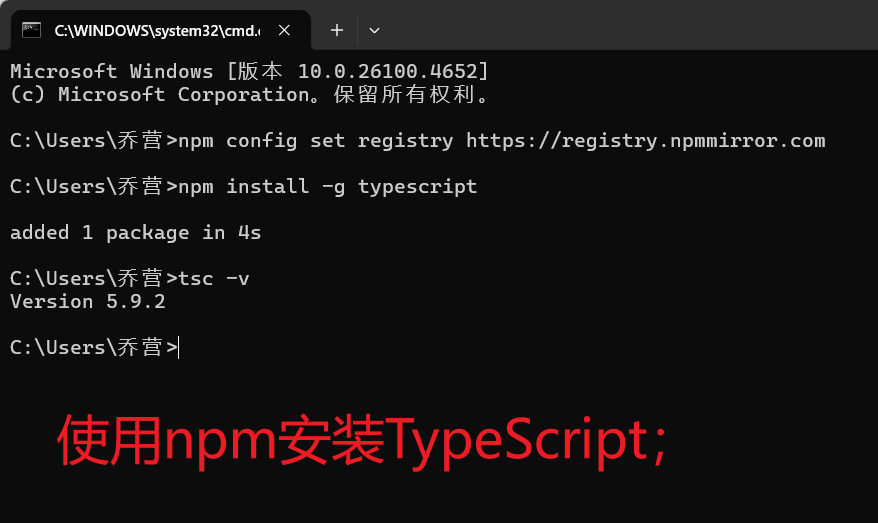 C:\WINDOWS\system32\cmd.e
Microsoft Windows [版本 10.0.26100.4652]
(c) Microsoft Corporation。保留所有权利。
C:\Users\乔营>npm config set registry https://registry.npmmirror.com
C:\Users\乔营>npm install -g typescript
added 1 package in 4s
C:\Users\乔营>tsc -v
Version 5.9.2
C:\Users\乔营>
使用npm安装TypeScript；